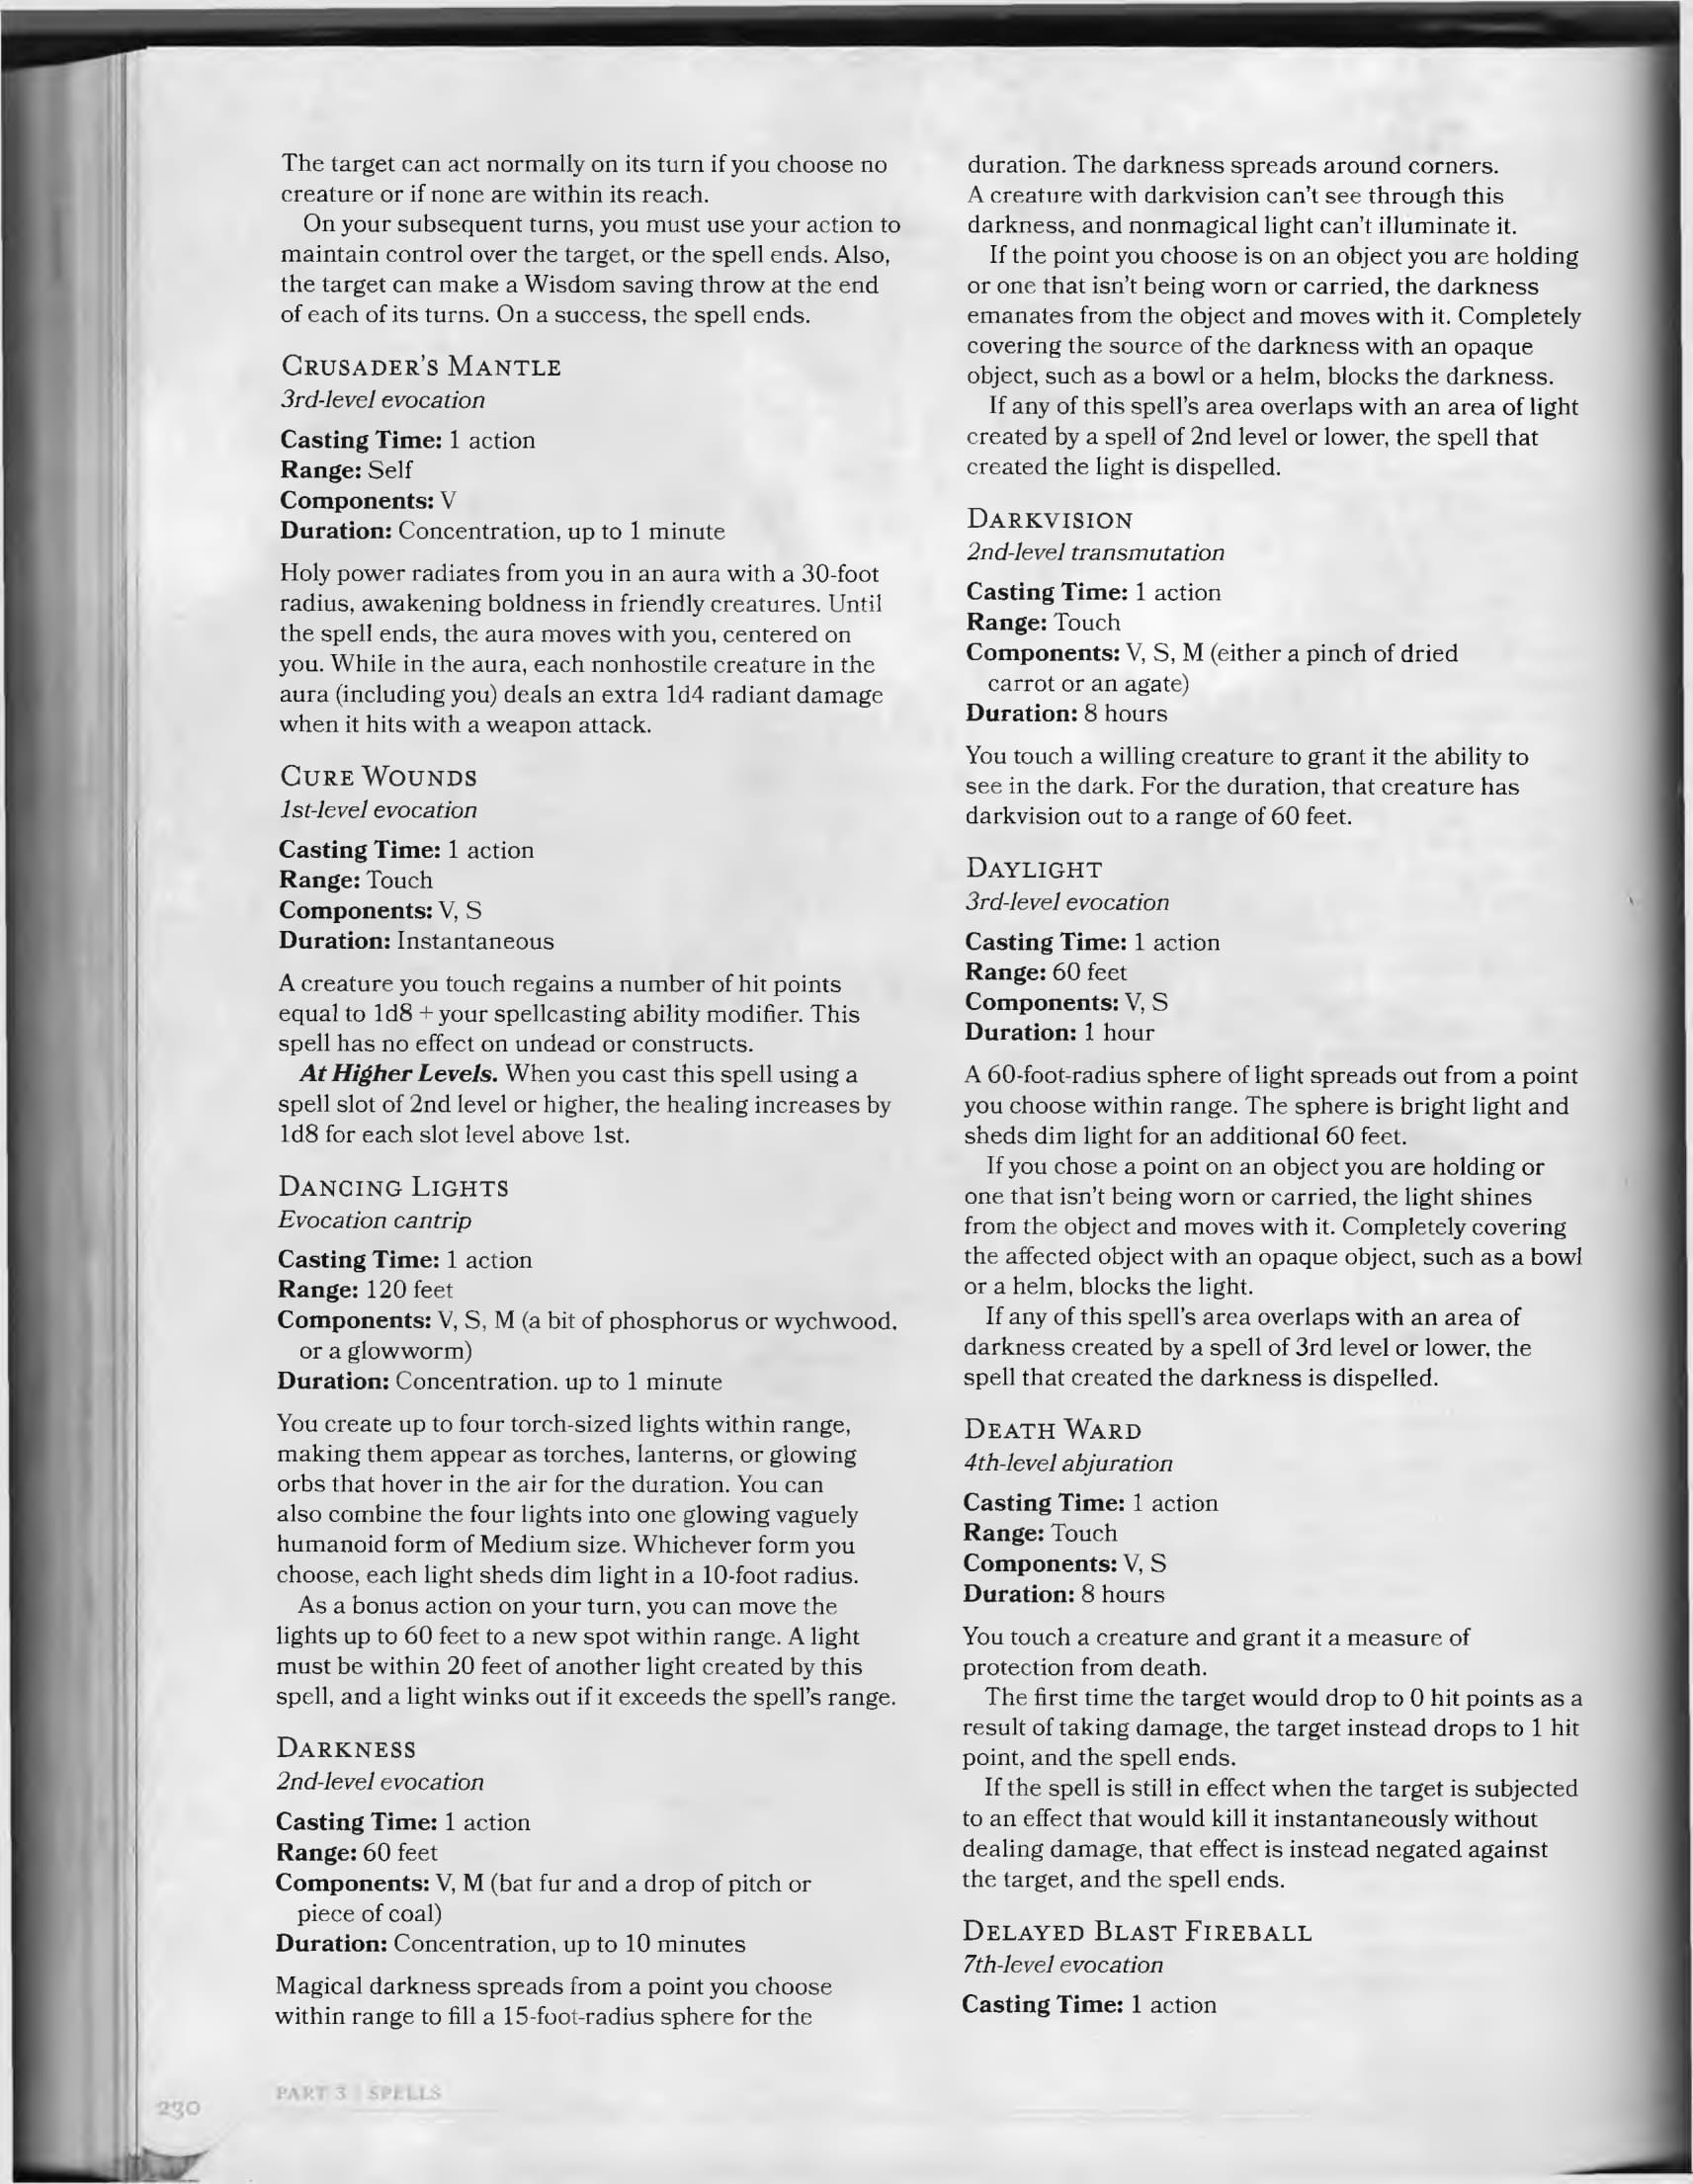 The target can act normally on its turn if you choose no
creature or if none are within its reach.
On your subsequent turns, you must use your action to
maintain control over the target, or the spell ends. Also,
the target can make a Wisdom saving throw at the end
of each of its turns. On a success, the spell ends.
CRUSADER'S MANTLE
3rd-level evocation
Casting Time: 1 action
Range: Self
Components: V
Duration: Concentration, up to 1 minute
Holy power radiates from you in an aura with a 30-foot
radius, awakening boldness in friendly creatures. Until
the spell ends, the aura moves with you, centered on
you. While in the aura, each nonhostile creature in the
aura (including you) deals an extra 1d4 radiant damage
when it hits with a weapon attack.
CURE WOUNDS
1st-level evocation
Casting Time: 1 action
Range: Touch
Components: V, S
Duration: Instantaneous
A creature you touch regains a number of hit points
equal to 1d8 + your spellcasting ability modifier. This
spell has no effect on undead or constructs.
At Higher Levels. When you cast this spell using a
spell slot of 2nd level or higher, the healing increases by
1d8 for each slot level above 1st.
DANCING LIGHTS
Evocation cantrip
Casting Time: 1 action
Range: 120 feet
Components: V, S, M (a bit of phosphorus or wychwood,
or a glowworm)
Duration: Concentration. up to 1 minute
You create up to four torch-sized lights within range,
making them appear as torches, lanterns, or glowing
orbs that hover in the air for the duration. You can
also combine the four lights into one glowing vaguely
humanoid form of Medium size. Whichever form you
choose, each light sheds dim light in a 10-foot radius.
As a bonus action on your turn, you can move the
lights up to 60 feet to a new spot within range. A light
must be within 20 feet of another light created by this
spell, and a light winks out if it exceeds the spell's range.
DARKNESS
2nd-level evocation
Casting Time: 1 action
Range: 60 feet
Components: V, M (bat fur and a drop of pitch or
piece of coal)
Duration: Concentration, up to 10 minutes
Magical darkness spreads from a point you choose
within range to fill a 15-foot-radius sphere for the
duration. The darkness spreads around corners.
A creature with darkvision can't see through this
darkness, and nonmagical light can't illuminate it.
If the point you choose is on an object you are holding
or one that isn't being worn or carried, the darkness
emanates from the object and moves with it. Completely
covering the source of the darkness with an opaque
object, such as a bowl or a helm, blocks the darkness.
If any of this spell's area overlaps with an area of light
created by a spell of 2nd level or lower, the spell that
created the light is dispelled.
DARKVISION
2nd-level transmutation
Casting Time: 1 action
Range: Touch
Components: V, S, M (either a pinch of dried
carrot or an agate)
Duration: 8 hours
You touch a willing creature to grant it the ability to
see in the dark. For the duration, that creature has
darkvision out to a range of 60 feet.
DAYLIGHT
3rd-level evocation
Casting Time: 1 action
Range: 60 feet
Components: V, S
Duration: 1 hour
A 60-foot-radius sphere of light spreads out from a point
you choose within range. The sphere is bright light and
sheds dim light for an additional 60 feet.
If you chose a point on an object you are holding or
one that isn't being worn or carried, the light shines
from the object and moves with it. Completely covering
the affected object with an opaque object, such as a bowl
or a helm, blocks the light.
If any of this spell's area overlaps with an area of
darkness created by a spell of 3rd level or lower, the
spell that created the darkness is dispelled.
DEATH WARD
4th-level abjuration
Casting Time: 1 action
Range: Touch
Components: V, S
Duration: 8 hours
You touch a creature and grant it a measure of
protection from death.
The first time the target would drop to 0 hit points as a
result of taking damage, the target instead drops to 1 hit
point, and the spell ends.
If the spell is still in effect when the target is subjected
to an effect that would kill it instantaneously without
dealing damage, that effect is instead negated against
the target, and the spell ends.
DELAYED BLAST FIREBALL
7th-level evocation
Casting Time: 1 action
PART 3 | SPELLS
230